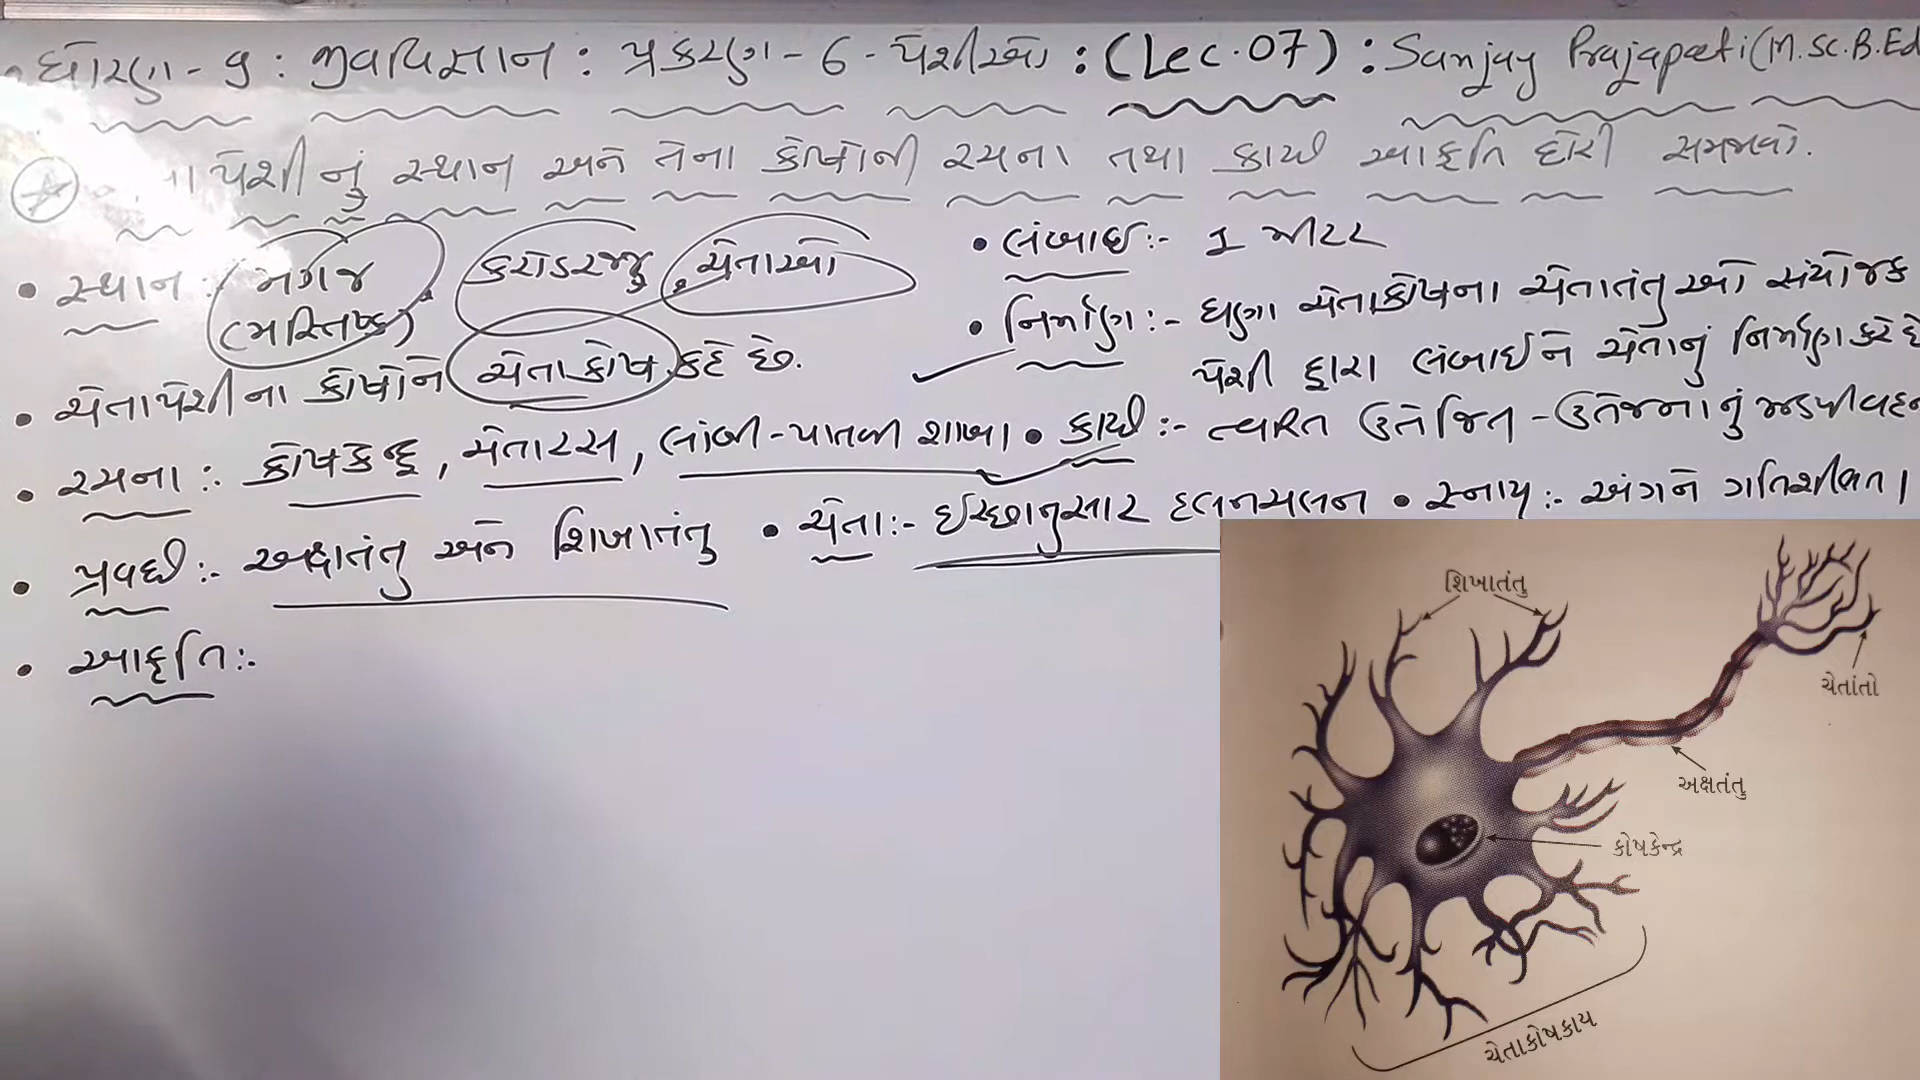 ધોરણ - 9 : જીવવિજ્ઞાન : પ્રકરણ - 6 - પેશીઓ : (Lec.07) : Sanjay Prajapati (M.Sc.B.Ed
પેશીનું સ્થાન અને તેના કોષોની રચના તથા કાર્ય આકૃતિ દોરી સમજાવો.
• સ્થાન : મગજ (મસ્તિષ્ક), કરોડરજ્જુ, ચેતાઓ
• ચેતાપેશીના કોષોને ચેતાકોષ કહે છે.
• રચના :- કોષકેન્દ્ર, ચેતારસ, લાંબી-પાતળી શાખા
• પ્રવર્ધી :- અક્ષતંતુ અને શિખાતંતુ
• આકૃતિ :-
• લંબાઈ :- 1 મીટર
• નિર્માણ :- ઘણા ચેતાકોષના ચેતાતંતુઓ સંયોજક
પેશી દ્વારા લંબાઈને ચેતાનું નિર્માણ કરે છે
• કાર્ય :- ત્વરિત ઉત્તેજિત - ઉત્તેજનાનું ઝડપી વહન
• ચેતા :- ઈચ્છાનુસાર હલનચલન • સ્નાયુ :- અંગને ગતિશીલતા
શિખાતંતુ
ચેતાંતો
અક્ષતંતુ
કોષકેન્દ્ર
ચેતાકોષકાય